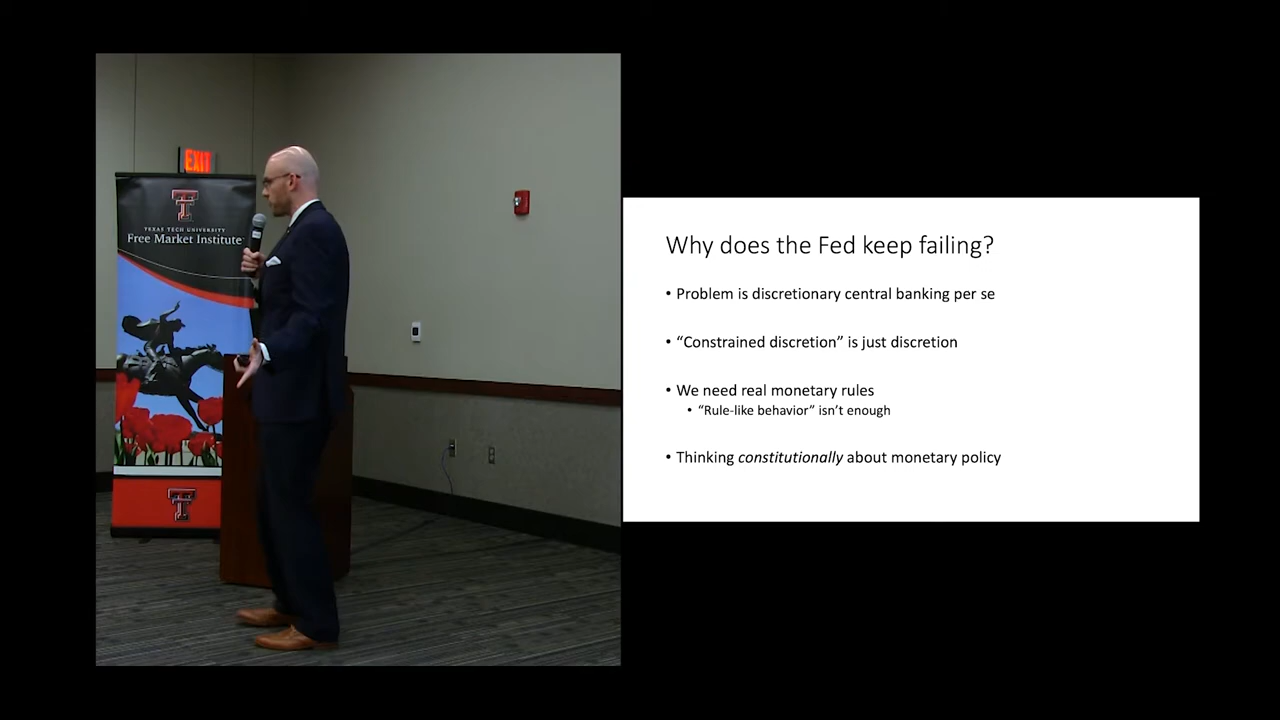 EXIT
TEXAS TECH UNIVERSITY
Free Market Institute
Why does the Fed keep failing?
• Problem is discretionary central banking per se
• “Constrained discretion” is just discretion
• We need real monetary rules
• “Rule-like behavior” isn’t enough
• Thinking constitutionally about monetary policy